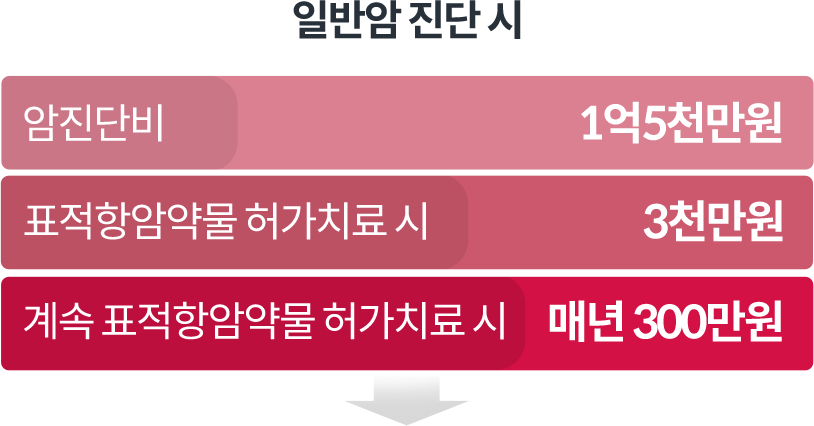 일반암 진단 시
암진단비 1억5천만원
표적항암약물 허가치료 시 3천만원
계속 표적항암약물 허가치료 시 매년 300만원